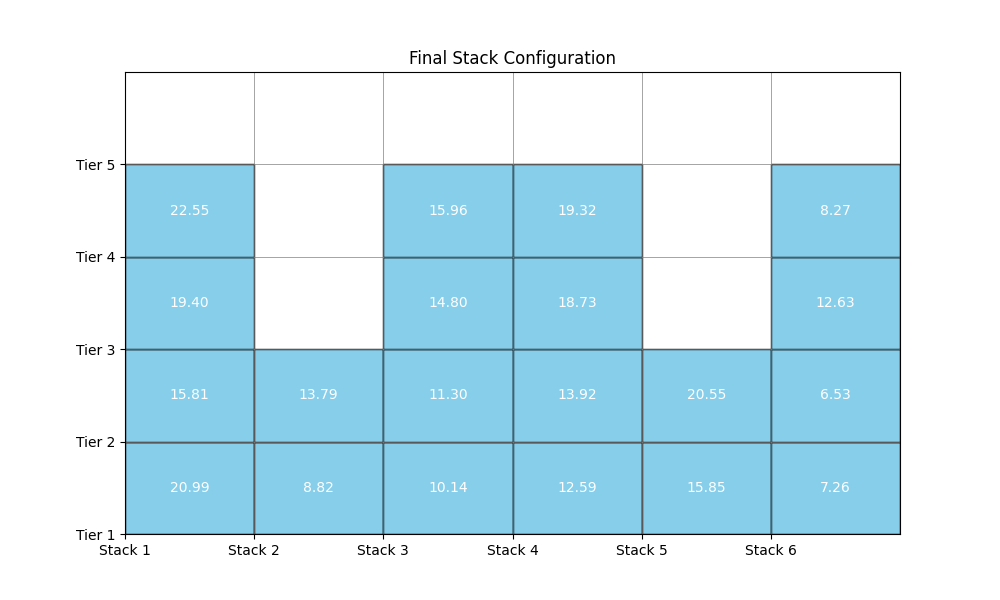 Final Stack Configuration
Tier 5
22.55 15.96 19.32 8.27
Tier 4
19.40 14.80 18.73 12.63
Tier 3
15.81 13.79 11.30 13.92 20.55 6.53
Tier 2
20.99 8.82 10.14 12.59 15.85 7.26
Tier 1
Stack 1 Stack 2 Stack 3 Stack 4 Stack 5 Stack 6